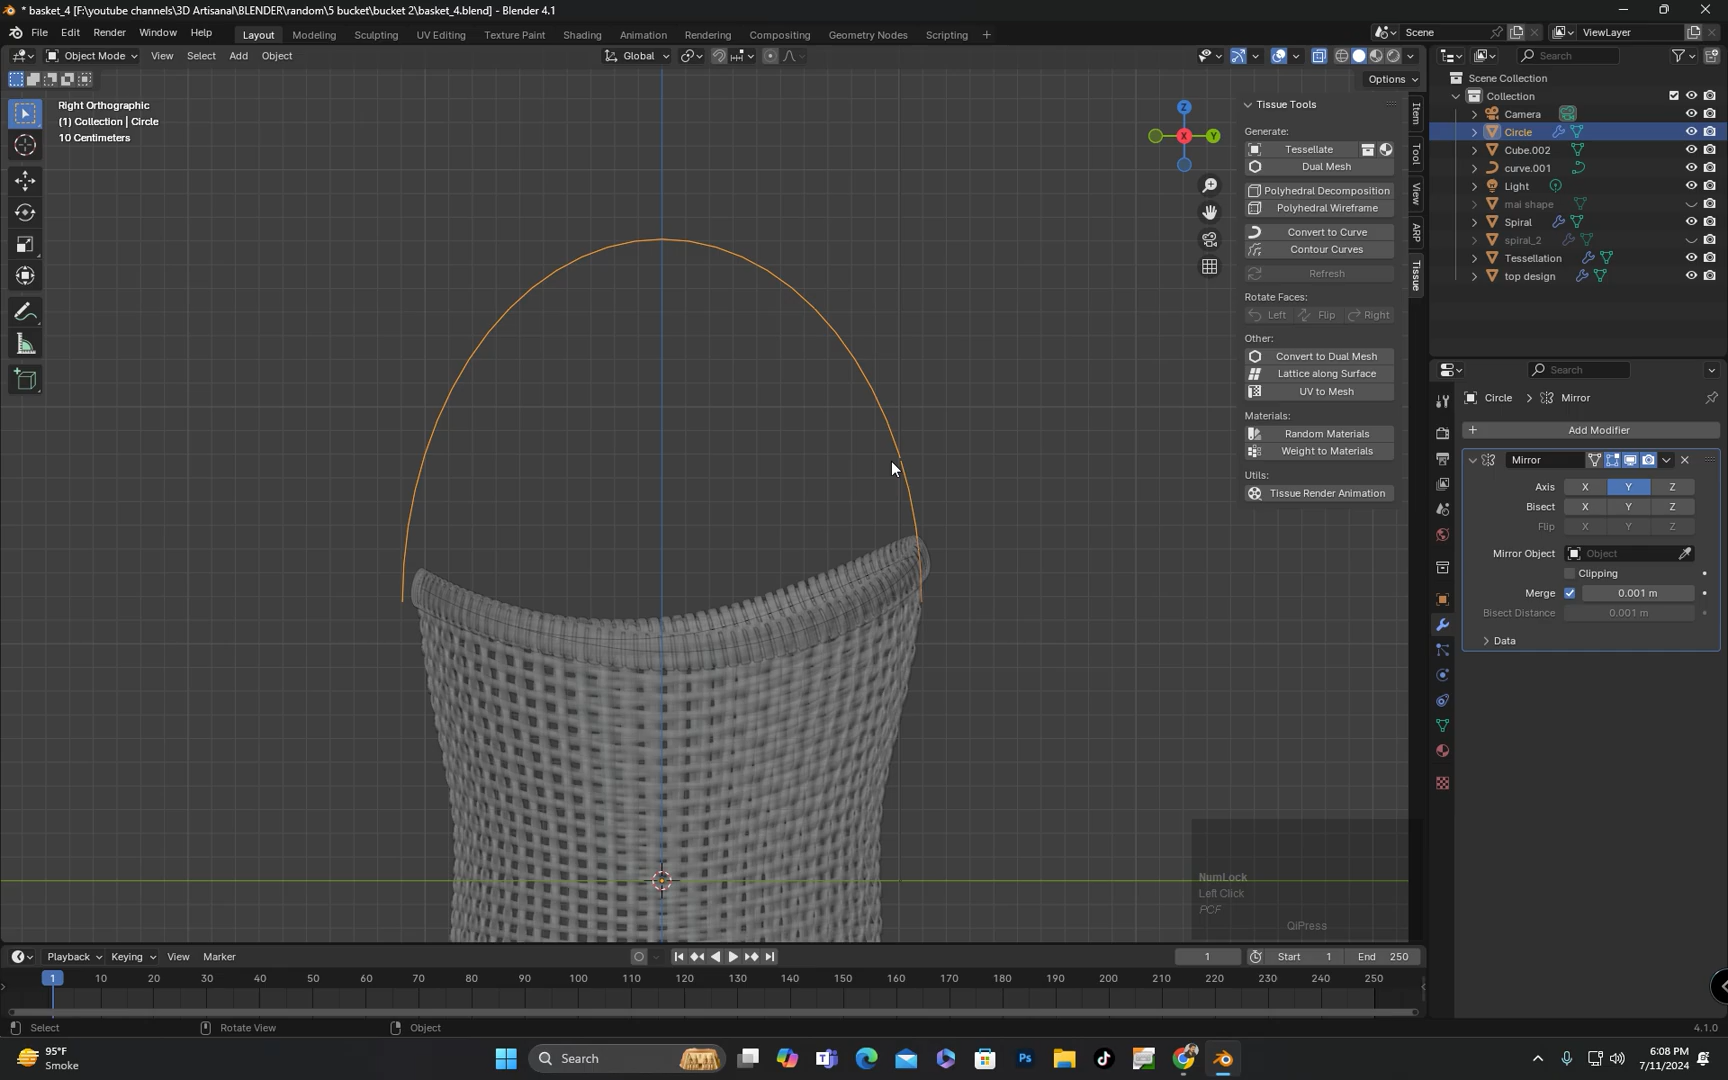 * basket_4 [F:\youtube channels\3D Artisanal\BLENDER\random\5 bucket\bucket 2\basket_4.blend] - Blender 4.1
File Edit Render Window Help Layout Modeling Sculpting UV Editing Texture Paint Shading Animation Rendering Compositing Geometry Nodes Scripting + Scene ViewLayer
Object Mode View Select Add Object Global Search
Options
Right Orthographic
(1) Collection | Circle
10 Centimeters
Z
X
Y
Tissue Tools
Generate:
Tessellate
Dual Mesh
Polyhedral Decomposition
Polyhedral Wireframe
Convert to Curve
Contour Curves
Refresh
Rotate Faces:
Left Flip Right
Other:
Convert to Dual Mesh
Lattice along Surface
UV to Mesh
Materials:
Random Materials
Weight to Materials
Utils:
Tissue Render Animation
Item
Tool
View
ARP
Tissue
Scene Collection
Collection
Camera
Circle
Cube.002
curve.001
Light
mai shape
Spiral
spiral_2
Tessellation
top design
Search
Circle > Mirror
+ Add Modifier
Mirror
Axis X Y Z
Bisect X Y Z
Flip X Y Z
Mirror Object Object
Clipping
Merge 0.001 m
Bisect Distance 0.001 m
Data
NumLock
Left Click
PCF
QiPress
Playback Keying View Marker 1 Start 1 End 250
1 10 20 30 40 50 60 70 80 90 100 110 120 130 140 150 160 170 180 190 200 210 220 230 240 250
Select Rotate View Object 4.1.0
95°F
Smoke
Search
Ps
6:08 PM
7/11/2024